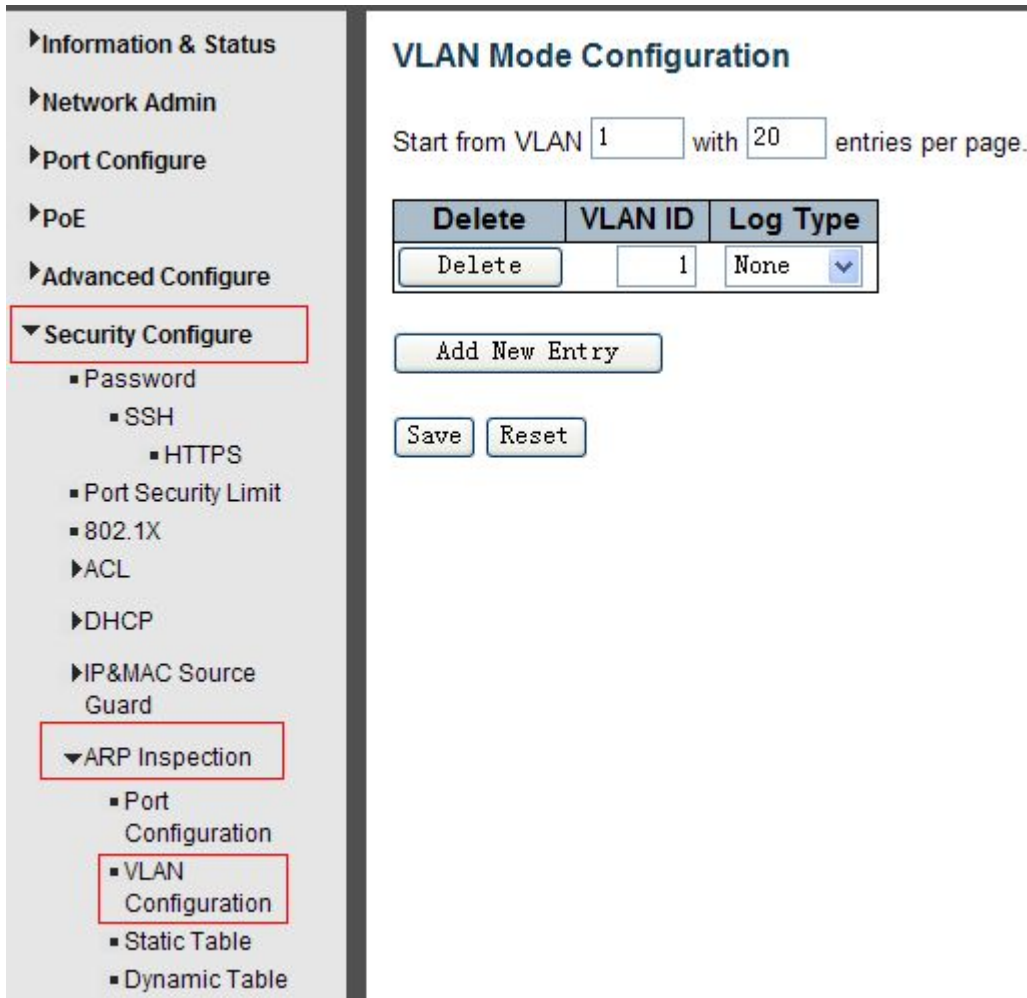 Information & Status
Network Admin
Port Configure
PoE
Advanced Configure
Security Configure
Password
SSH
HTTPS
Port Security Limit
802.1X
ACL
DHCP
IP&MAC Source
Guard
ARP Inspection
Port
Configuration
VLAN
Configuration
Static Table
Dynamic Table
VLAN Mode Configuration
Start from VLAN 1 with 20 entries per page.
Delete VLAN ID Log Type
Delete 1 None
Add New Entry
Save Reset